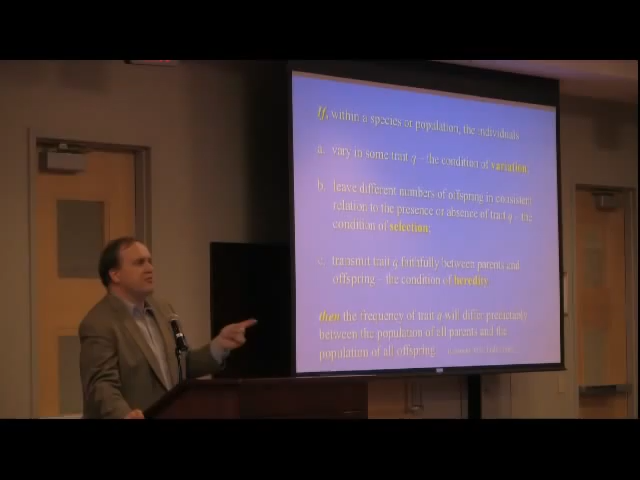 If, within a species or population, the individuals
a. vary in some trait q – the condition of variation;
b. leave different numbers of offspring in consistent
relation to the presence or absence of trait q – the
condition of selection;
c. transmit trait q faithfully between parents and
offspring – the condition of heredity
then the frequency of trait q will differ predictably
between the population of all parents and the
population of all offspring.